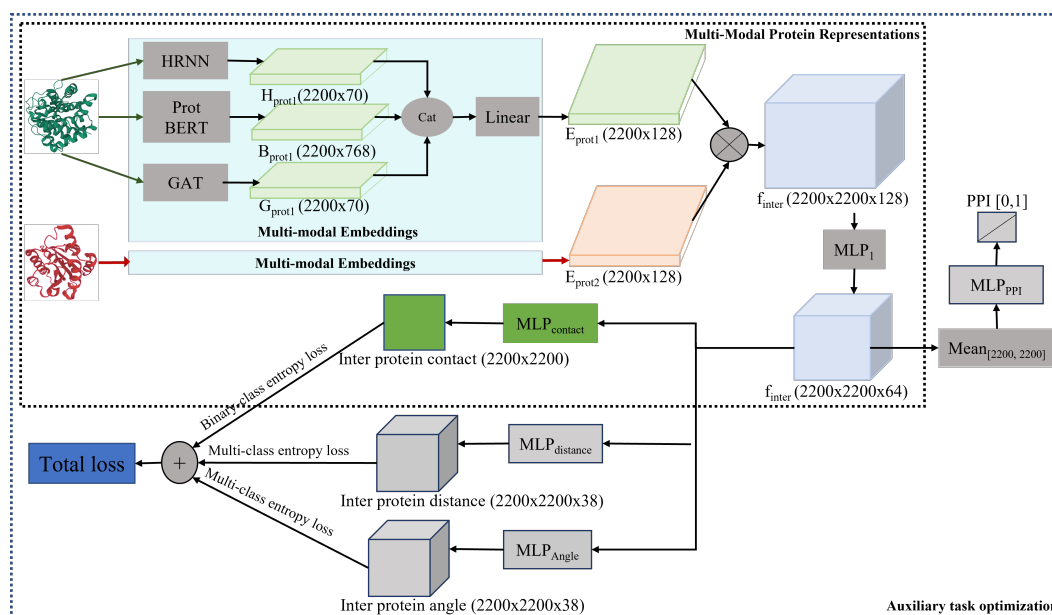 Multi-Modal Protein Representations
HRNN
H_prot1 (2200x70)
Prot
BERT
B_prot1 (2200x768)
GAT
G_prot1 (2200x70)
Cat
Linear
Multi-modal Embeddings
E_prot1 (2200x128)
Multi-modal Embeddings
E_prot2 (2200x128)
f_inter (2200x2200x128)
MLP_1
f_inter (2200x2200x64)
PPI [0,1]
MLP_PPI
Mean_[2200, 2200]
MLP_contact
Inter protein contact (2200x2200)
Binary-class entropy loss
MLP_distance
Multi-class entropy loss
Inter protein distance (2200x2200x38)
Total loss
+
Multi-class entropy loss
MLP_Angle
Inter protein angle (2200x2200x38)
Auxiliary task optimization